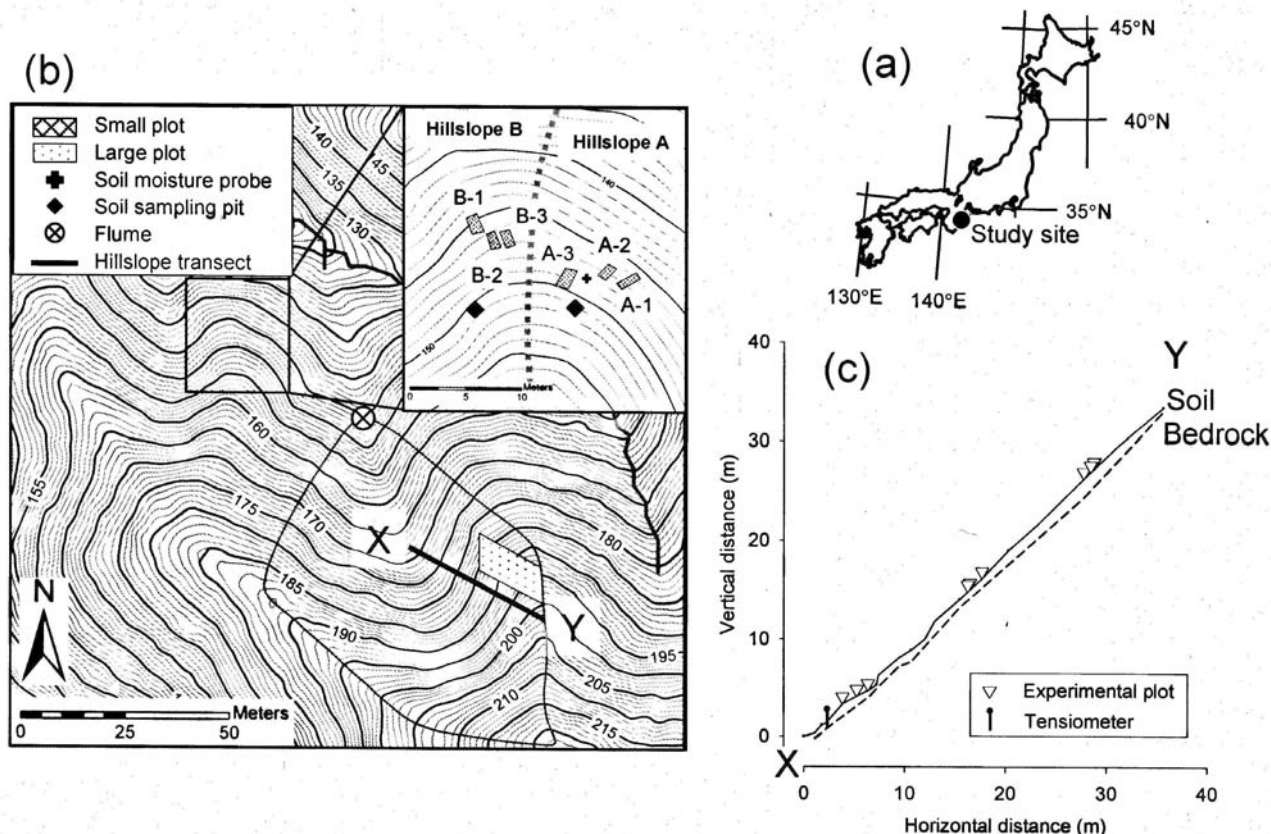 (b)
Small plot
Large plot
Soil moisture probe
Soil sampling pit
Flume
Hillslope transect
140
145
135
130
Hillslope B
Hillslope A
140
B-1
B-3
A-2
A-3
B-2
A-1
150
Meters
0 5 10
160
155
175
170
X
180
185
Y
190
200
195
205
210
215
N
Meters
0 25 50
(a)
45°N
40°N
35°N
Study site
130°E 140°E
(c)
Y
Soil
Bedrock
40
30
20
10
0
Vertical distance (m)
Experimental plot
Tensiometer
X
0 10 20 30 40
Horizontal distance (m)